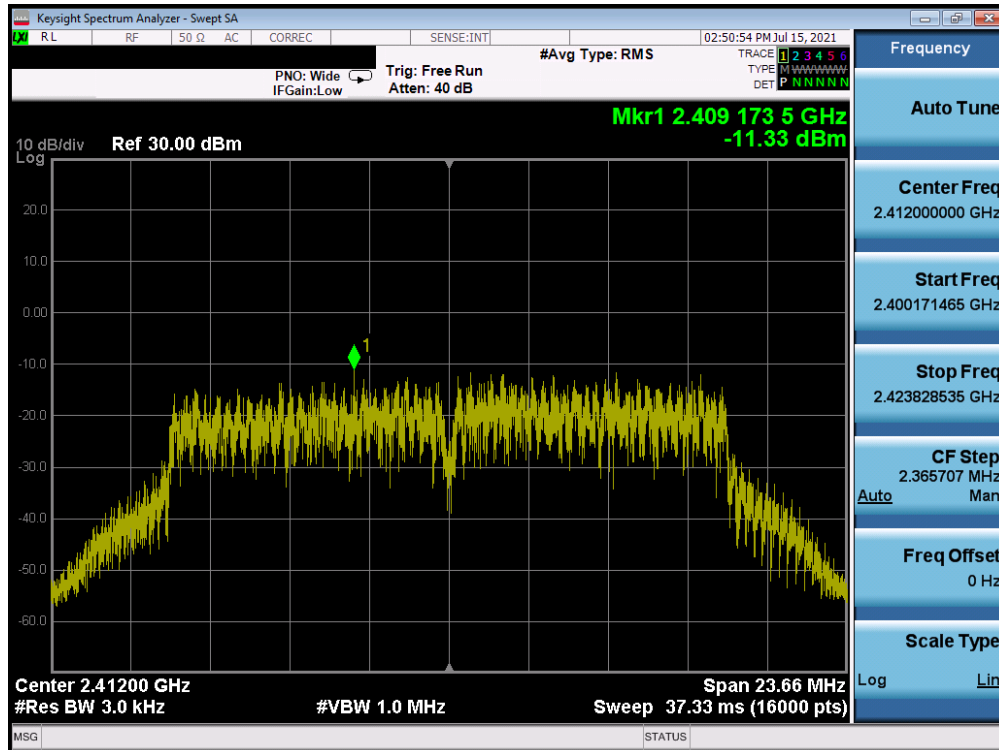 Keysight Spectrum Analyzer - Swept SA
LXI RL RF 50 Ω AC CORREC SENSE:INT 02:50:54 PM Jul 15, 2021
#Avg Type: RMS TRACE 1 2 3 4 5 6
PNO: Wide Trig: Free Run TYPE M WWWWW
IFGain:Low Atten: 40 dB DET P N N N N N
Mkr1 2.409 173 5 GHz
-11.33 dBm
10 dB/div Ref 30.00 dBm
Log
1
20.0
10.0
0.00
-10.0
-20.0
-30.0
-40.0
-50.0
-60.0
Center 2.41200 GHz Span 23.66 MHz
#Res BW 3.0 kHz #VBW 1.0 MHz Sweep 37.33 ms (16000 pts)
MSG STATUS
Frequency
Auto Tune
Center Freq
2.412000000 GHz
Start Freq
2.400171465 GHz
Stop Freq
2.423828535 GHz
CF Step
2.365707 MHz
Auto Man
Freq Offset
0 Hz
Scale Type
Log Lin